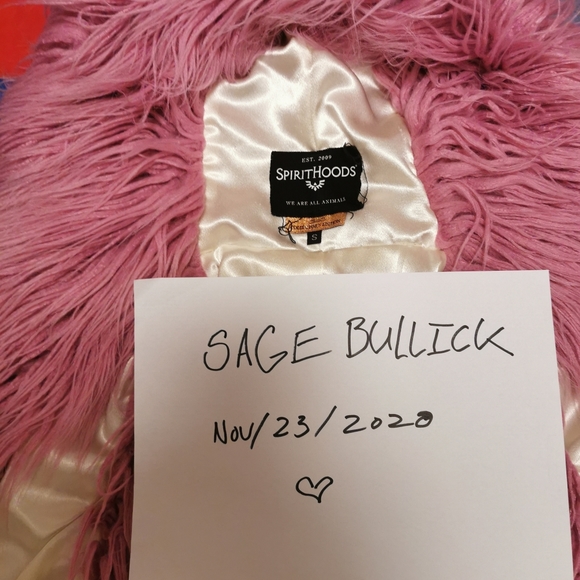 EST. 2009
SPIRITHOODS
WE ARE ALL ANIMALS
S
SAGE BULLICK
NOV/23/2020
♡